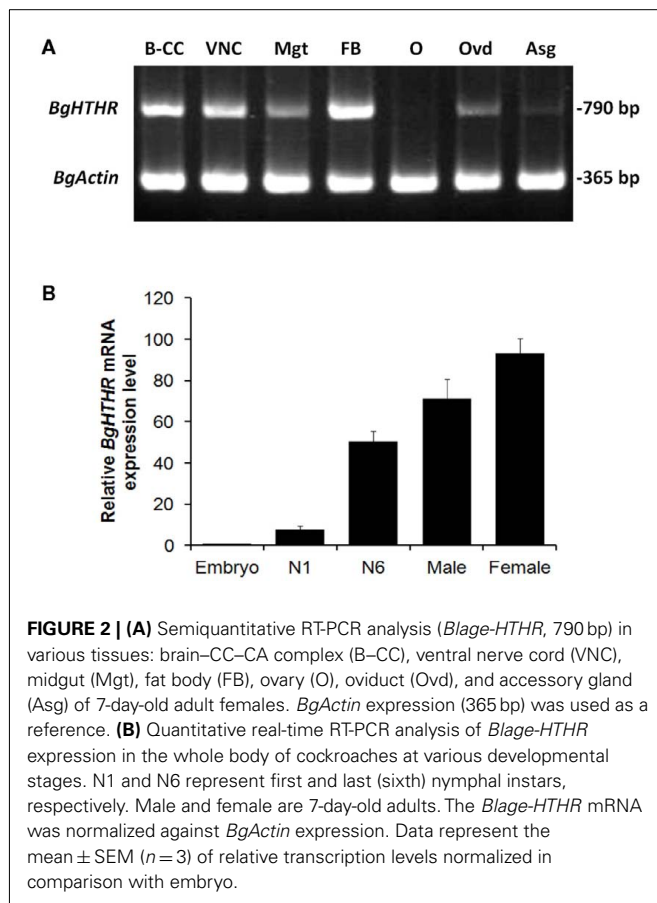 A
B-CC VNC Mgt FB O Ovd Asg
BgHTHR -790 bp
BgActin -365 bp
B
Relative BgHTHR mRNA
expression level
120
100
80
60
40
20
0
Embryo N1 N6 Male Female
FIGURE 2 | (A) Semiquantitative RT-PCR analysis (Blage-HTHR, 790 bp) in
various tissues: brain–CC–CA complex (B–CC), ventral nerve cord (VNC),
midgut (Mgt), fat body (FB), ovary (O), oviduct (Ovd), and accessory gland
(Asg) of 7-day-old adult females. BgActin expression (365 bp) was used as a
reference. (B) Quantitative real-time RT-PCR analysis of Blage-HTHR
expression in the whole body of cockroaches at various developmental
stages. N1 and N6 represent first and last (sixth) nymphal instars,
respectively. Male and female are 7-day-old adults. The Blage-HTHR mRNA
was normalized against BgActin expression. Data represent the
mean ± SEM (n = 3) of relative transcription levels normalized in
comparison with embryo.